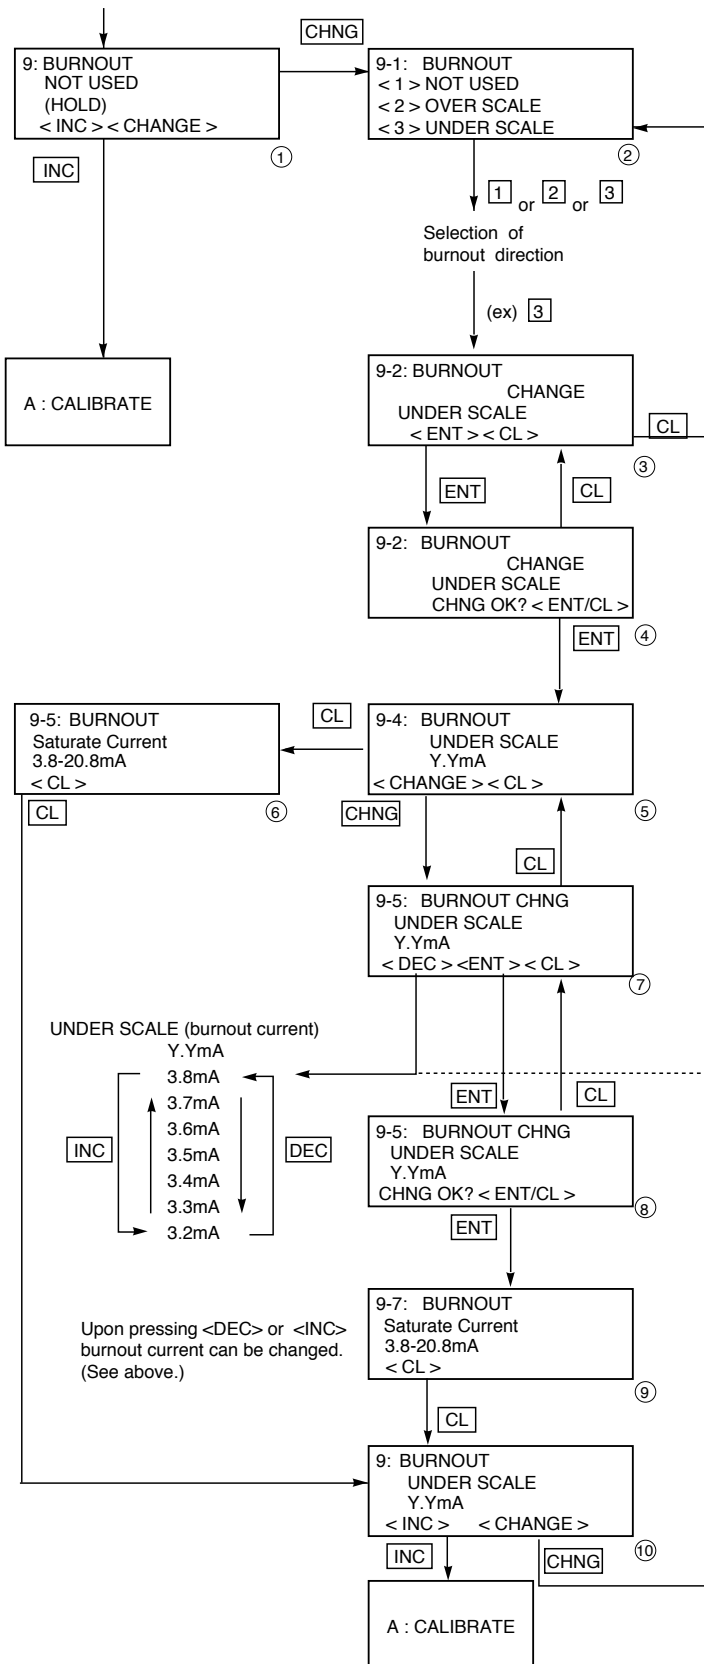 CHNG
9: BURNOUT
NOT USED
(HOLD)
< INC > < CHANGE >
①
INC
A : CALIBRATE
9-1: BURNOUT
< 1 > NOT USED
< 2 > OVER SCALE
< 3 > UNDER SCALE
②
1 or 2 or 3
Selection of
burnout direction
(ex) 3
9-2: BURNOUT
CHANGE
UNDER SCALE
< ENT > < CL >
CL
③
ENT
CL
9-2: BURNOUT
CHANGE
UNDER SCALE
CHNG OK? < ENT/CL >
④
ENT
9-4: BURNOUT
UNDER SCALE
Y.YmA
< CHANGE > < CL >
⑤
CL
9-5: BURNOUT
Saturate Current
3.8-20.8mA
< CL >
⑥
CL
CHNG
CL
9-5: BURNOUT CHNG
UNDER SCALE
Y.YmA
< DEC > <ENT > < CL >
⑦
UNDER SCALE (burnout current)
Y.YmA
3.8mA
3.7mA
3.6mA
3.5mA
3.4mA
3.3mA
3.2mA
INC
DEC
Upon pressing <DEC> or <INC>
burnout current can be changed.
(See above.)
ENT
CL
9-5: BURNOUT CHNG
UNDER SCALE
Y.YmA
CHNG OK? < ENT/CL >
⑧
ENT
9-7: BURNOUT
Saturate Current
3.8-20.8mA
< CL >
⑨
CL
9: BURNOUT
UNDER SCALE
Y.YmA
< INC > < CHANGE >
⑩
INC
CHNG
A : CALIBRATE